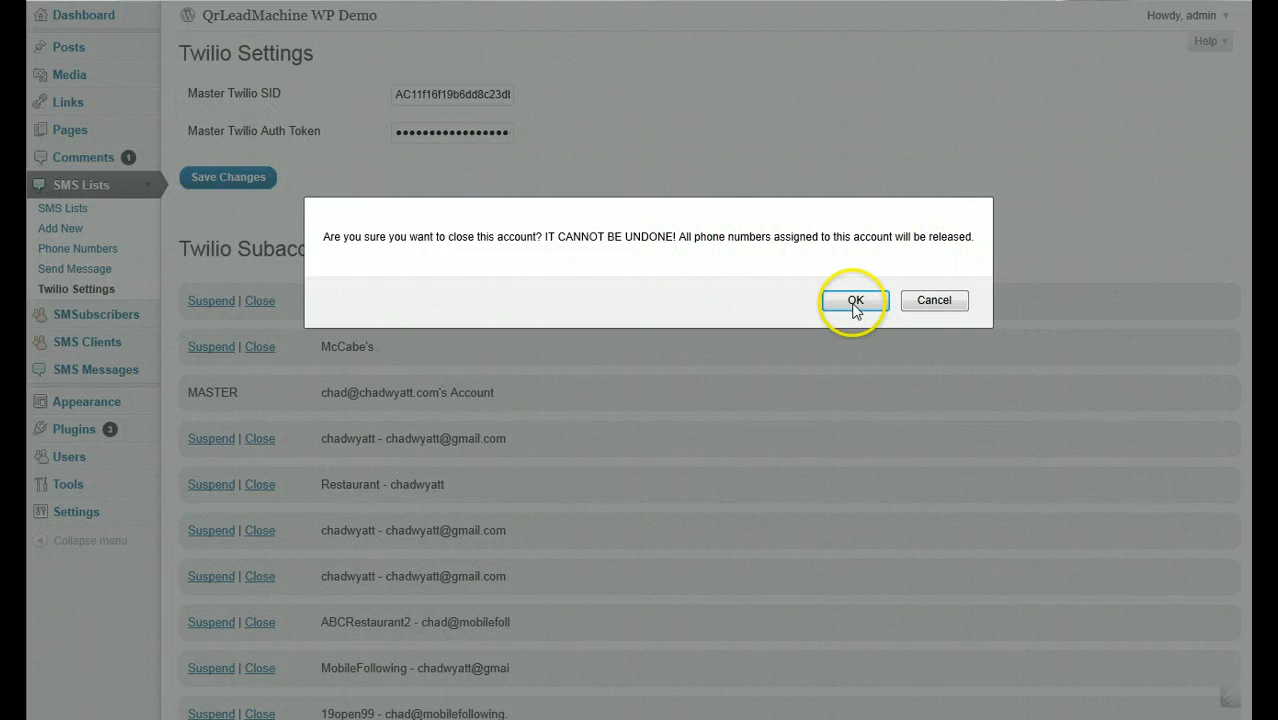 Dashboard
QrLeadMachine WP Demo
Howdy, admin
Help
Posts
Media
Links
Pages
Comments 1
SMS Lists
SMS Lists
Add New
Phone Numbers
Send Message
Twilio Settings
SMSubscribers
SMS Clients
SMS Messages
Appearance
Plugins 3
Users
Tools
Settings
Collapse menu
Twilio Settings
Master Twilio SID AC11f16f19b6dd8c23d
Master Twilio Auth Token ●●●●●●●●●●●●●●●●●
Save Changes
Are you sure you want to close this account? IT CANNOT BE UNDONE! All phone numbers assigned to this account will be released.
OK Cancel
Twilio Subacc
Suspend | Close
Suspend | Close McCabe's
MASTER chad@chadwyatt.com's Account
Suspend | Close chadwyatt - chadwyatt@gmail.com
Suspend | Close Restaurant - chadwyatt
Suspend | Close chadwyatt - chadwyatt@gmail.com
Suspend | Close chadwyatt - chadwyatt@gmail.com
Suspend | Close ABCRestaurant2 - chad@mobilefoll
Suspend | Close MobileFollowing - chadwyatt@gmai
Suspend | Close 19open99 - chad@mobilefollowing.